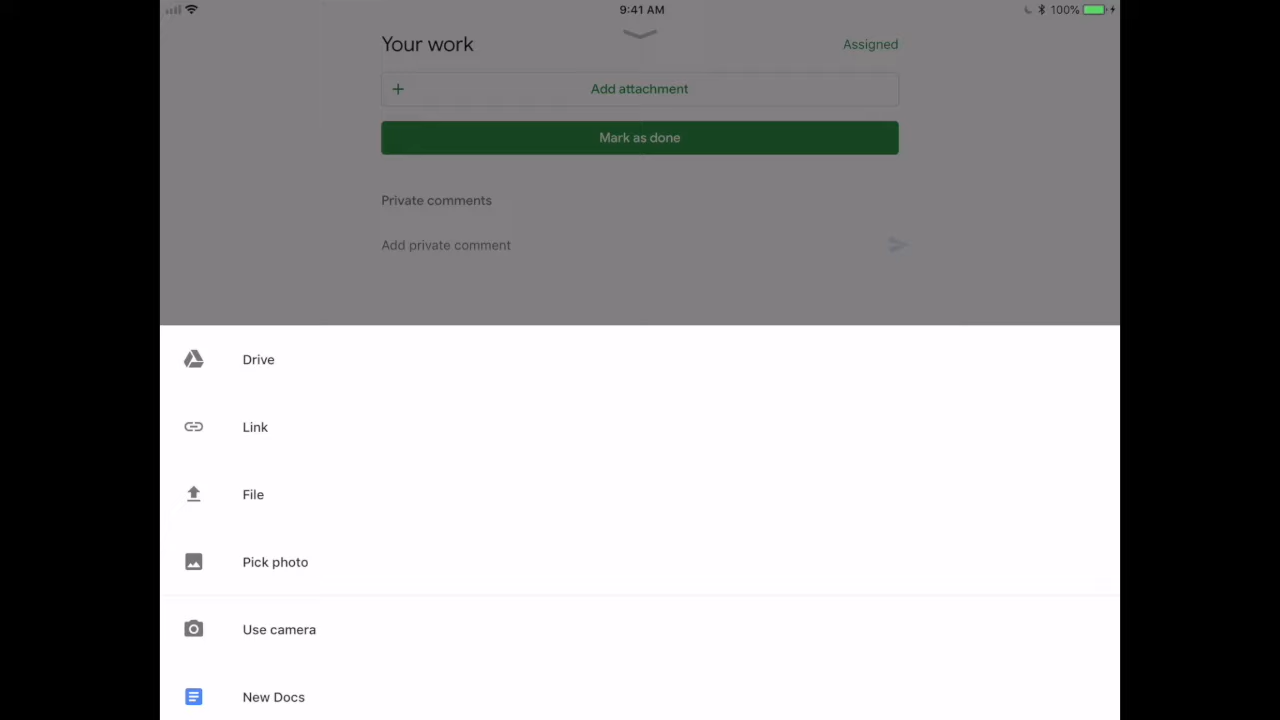 9:41 AM
100%
Your work
Assigned
Add attachment
Mark as done
Private comments
Add private comment
Drive
Link
File
Pick photo
Use camera
New Docs